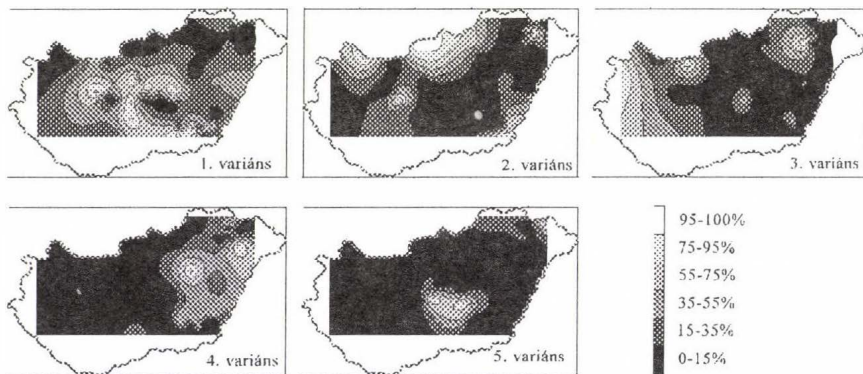 1. variáns
2. variáns
3. variáns
4. variáns
5. variáns
95-100%
75-95%
55-75%
35-55%
15-35%
0-15%